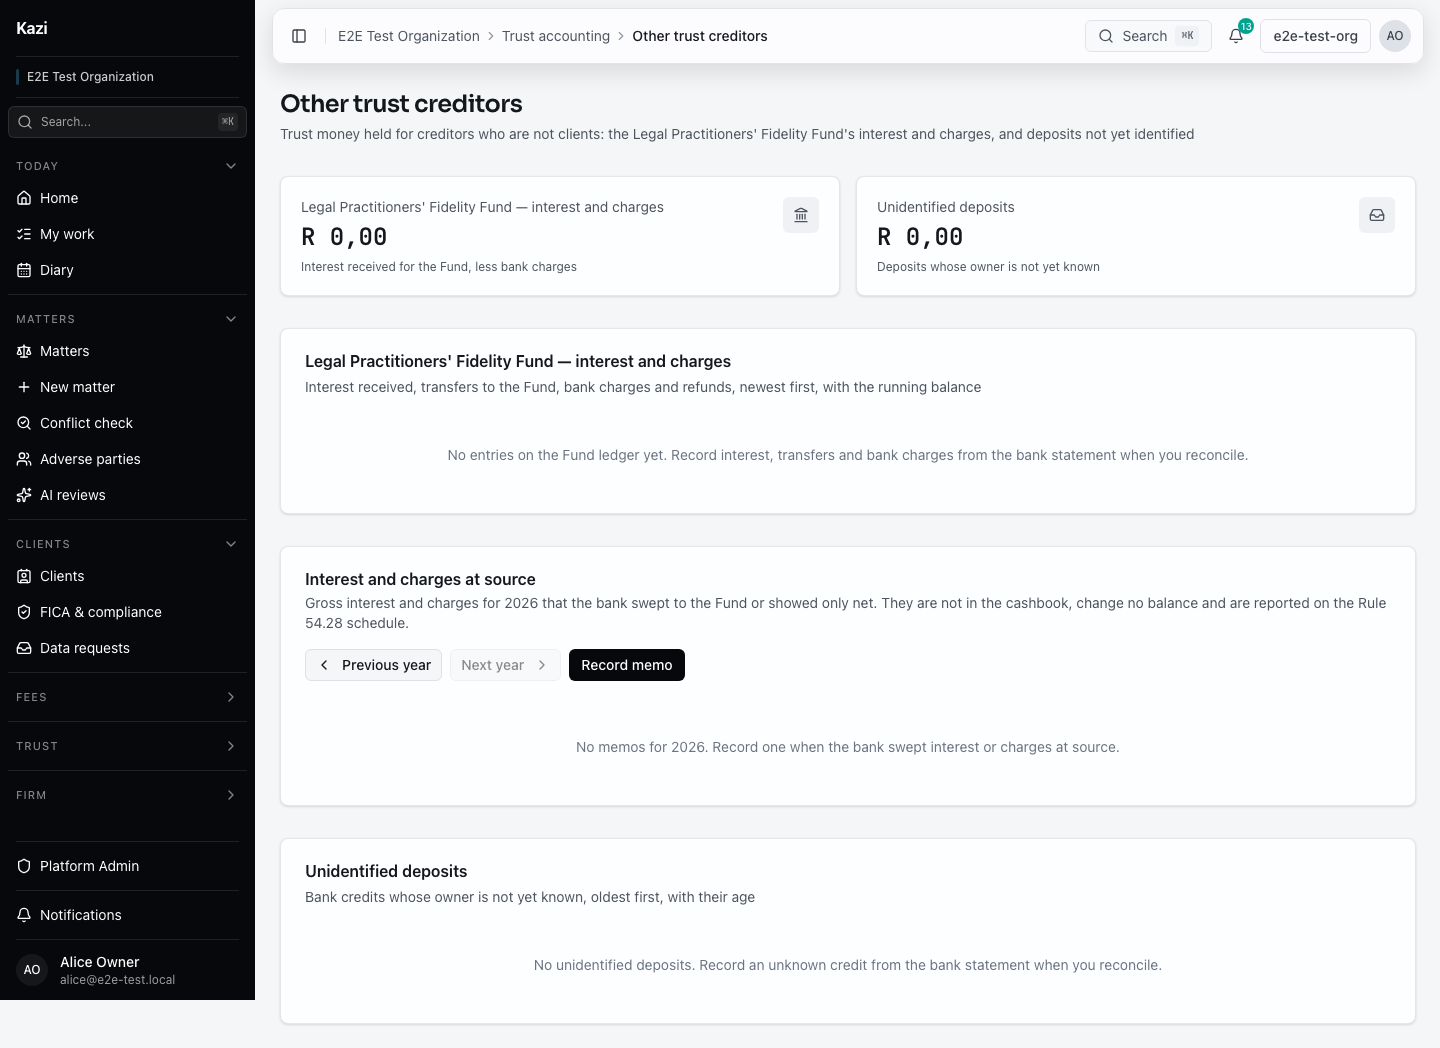 Kazi
E2E Test Organization
Search...
⌘K
TODAY
Home
My work
Diary
MATTERS
Matters
New matter
Conflict check
Adverse parties
AI reviews
CLIENTS
Clients
FICA & compliance
Data requests
FEES
TRUST
FIRM
Platform Admin
Notifications
AO
Alice Owner
alice@e2e-test.local
E2E Test Organization > Trust accounting > Other trust creditors
Search ⌘K
13
e2e-test-org
AO
Other trust creditors
Trust money held for creditors who are not clients: the Legal Practitioners' Fidelity Fund's interest and charges, and deposits not yet identified
Legal Practitioners' Fidelity Fund — interest and charges
R 0,00
Interest received for the Fund, less bank charges
Unidentified deposits
R 0,00
Deposits whose owner is not yet known
Legal Practitioners' Fidelity Fund — interest and charges
Interest received, transfers to the Fund, bank charges and refunds, newest first, with the running balance
No entries on the Fund ledger yet. Record interest, transfers and bank charges from the bank statement when you reconcile.
Interest and charges at source
Gross interest and charges for 2026 that the bank swept to the Fund or showed only net. They are not in the cashbook, change no balance and are reported on the Rule
54.28 schedule.
Previous year
Next year
Record memo
No memos for 2026. Record one when the bank swept interest or charges at source.
Unidentified deposits
Bank credits whose owner is not yet known, oldest first, with their age
No unidentified deposits. Record an unknown credit from the bank statement when you reconcile.